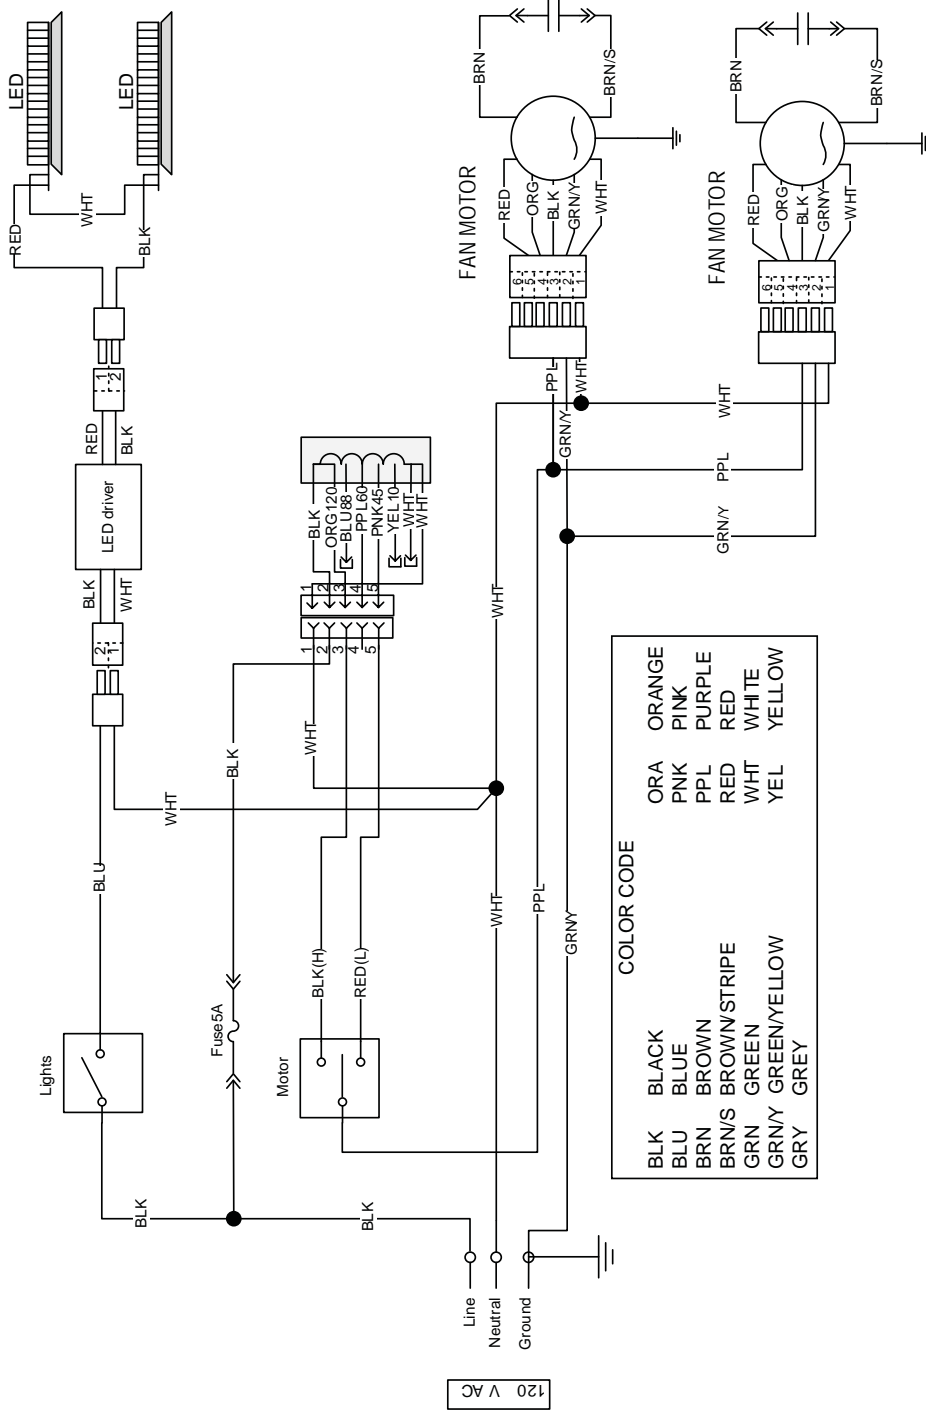 LED
LED
RED
WHT
BLK
1
2
RED
BLK
LED driver
BLK
WHT
2
1
BLU
WHT
Lights
BLK
BLK
Fuse5A
BLK
BLK
ORG120
BLU88
PPL60
PNK45
YEL10
WHT
WHT
1
2
3
4
5
1
2
3
4
5
WHT
BLK(H)
RED(L)
Motor
FAN MOTOR
BRN
BRN/S
RED
ORG
BLK
GRN/Y
WHT
6
5
4
3
2
1
PPL
GRN/Y
WHT
FAN MOTOR
BRN
BRN/S
RED
ORG
BLK
GRN/Y
WHT
6
5
4
3
2
1
WHT
PPL
GRN/Y
WHT
WHT
PPL
GRN/Y
Line
Neutral
Ground
120 V AC
COLOR CODE
BLK BLACK ORA ORANGE
BLU BLUE PNK PINK
BRN BROWN PPL PURPLE
BRN/S BROWN/STRIPE RED RED
GRN GREEN WHT WHITE
GRN/Y GREEN/YELLOW YEL YELLOW
GRY GREY